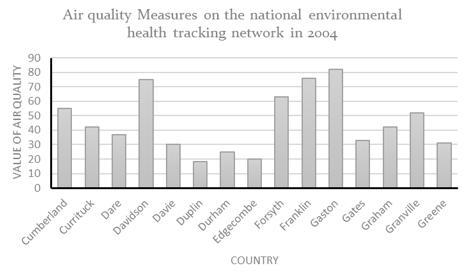 Air quality Measures on the national environmental
health tracking network in 2004
VALUE OF AIR QUALITY
90
80
70
60
50
40
30
20
10
0
Cumberland
Currituck
Dare
Davidson
Davie
Duplin
Durham
Edgecombe
Forsyth
Franklin
Gaston
Gates
Graham
Granville
Greene
COUNTRY